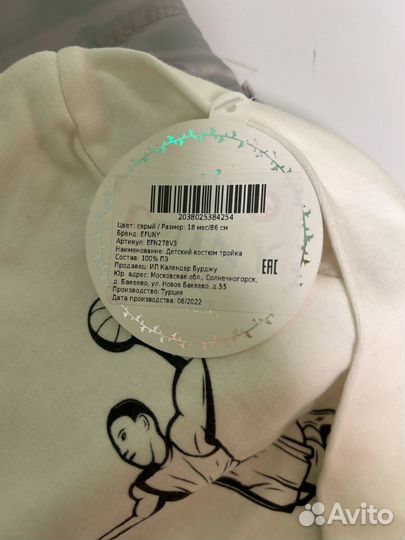 2038025384254
Цвет: серый / Размер: 18 мес/86 см
Бренд: EFUNY
Артикул: EFN278V3
Наименование: Детский костюм тройка
Состав: 100% ПЭ
Продавец: ИП Календер Бурджу
Юр. адрес: Московская обл., Солнечногорск,
д. Бакеево, ул. Новое Бакеево, д.55
Производство: Турция
Дата производства: 06/2022
EAC
Avito